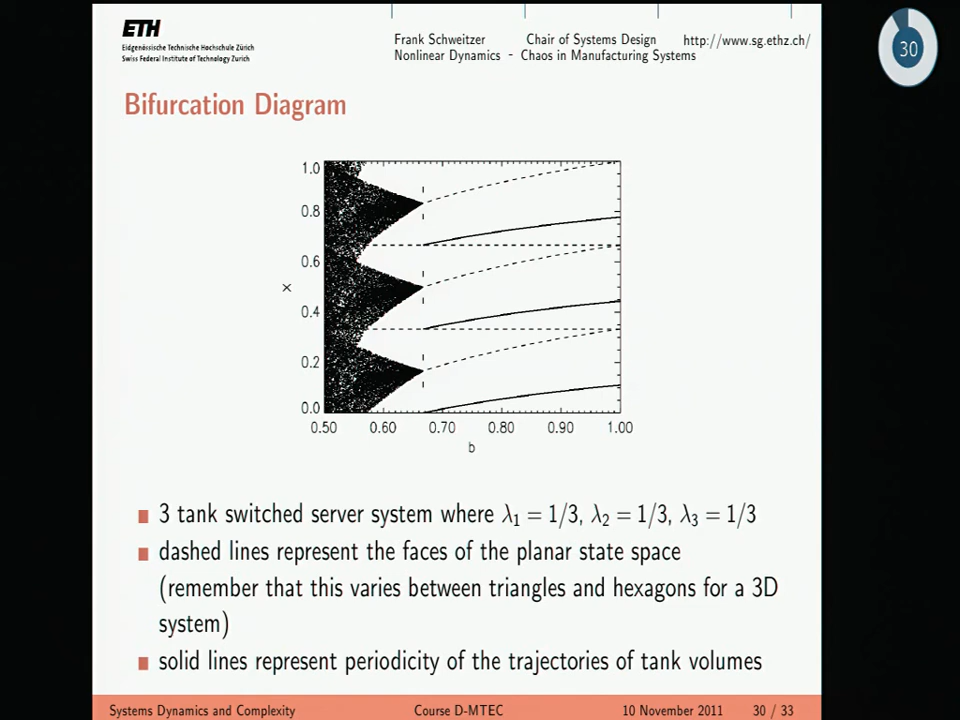 ETH
Eidgenössische Technische Hochschule Zürich
Swiss Federal Institute of Technology Zurich
Frank Schweitzer Chair of Systems Design http://www.sg.ethz.ch/
Nonlinear Dynamics - Chaos in Manufacturing Systems
30
Bifurcation Diagram
1.0
0.8
0.6
0.4
0.2
0.0
x
0.50 0.60 0.70 0.80 0.90 1.00
b
3 tank switched server system where λ₁ = 1/3, λ₂ = 1/3, λ₃ = 1/3
dashed lines represent the faces of the planar state space
(remember that this varies between triangles and hexagons for a 3D
system)
solid lines represent periodicity of the trajectories of tank volumes
Systems Dynamics and Complexity Course D-MTEC 10 November 2011 30 / 33